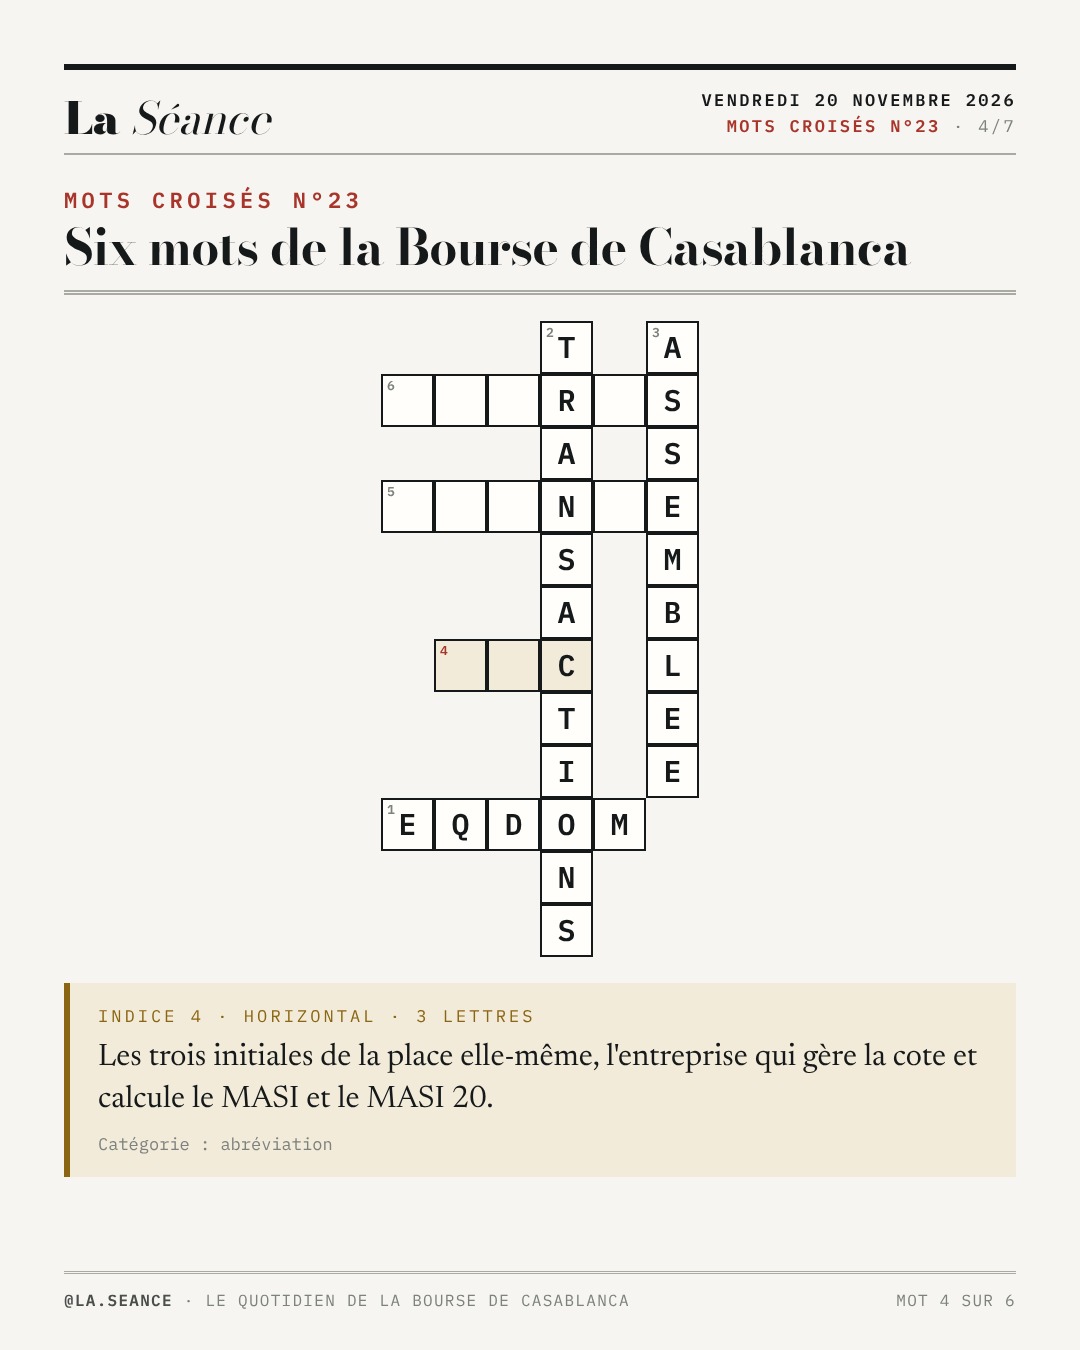 La Séance
VENDREDI 20 NOVEMBRE 2026
MOTS CROISÉS N°23 · 4/7
MOTS CROISÉS N°23
Six mots de la Bourse de Casablanca
2 T 3 A
6 R S
A S
5 N E
S M
A B
4 C L
T E
I E
1 E Q D O M
N
S
INDICE 4 · HORIZONTAL · 3 LETTRES
Les trois initiales de la place elle-même, l'entreprise qui gère la cote et
calcule le MASI et le MASI 20.
Catégorie : abréviation
@LA.SEANCE · LE QUOTIDIEN DE LA BOURSE DE CASABLANCA
MOT 4 SUR 6